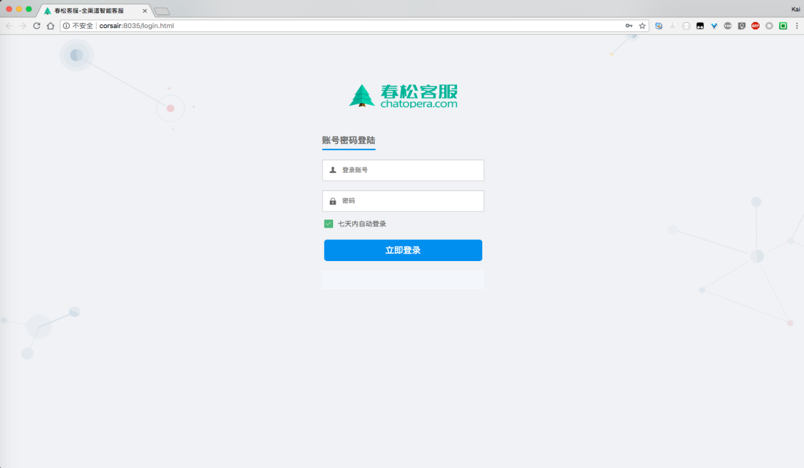 春松客服-全渠道智能客服
Kai
不安全 corsair:8035/login.html
春松客服
chatopera.com
账号密码登陆
登录账号
密码
七天内自动登录
立即登录